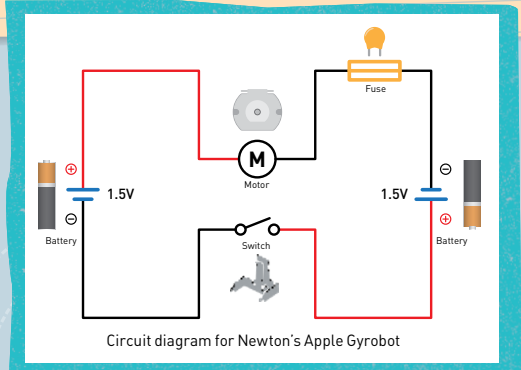 Fuse
M
Motor
⊕
1.5V
⊖
Battery
⊖
1.5V
⊕
Battery
Switch
Circuit diagram for Newton's Apple Gyrobot